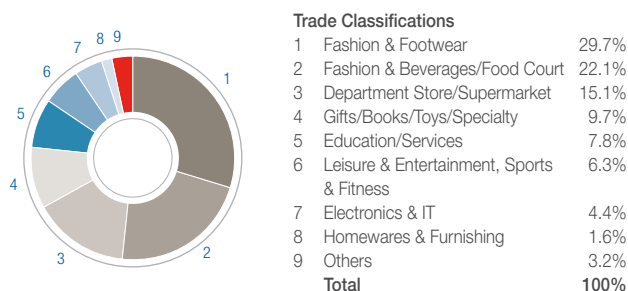 Trade Classifications
1 Fashion & Footwear 29.7%
2 Fashion & Beverages/Food Court 22.1%
3 Department Store/Supermarket 15.1%
4 Gifts/Books/Toys/Specialty 9.7%
5 Education/Services 7.8%
6 Leisure & Entertainment, Sports 6.3%
& Fitness
7 Electronics & IT 4.4%
8 Homewares & Furnishing 1.6%
9 Others 3.2%
Total 100%
1
2
3
4
5
6
7
8
9